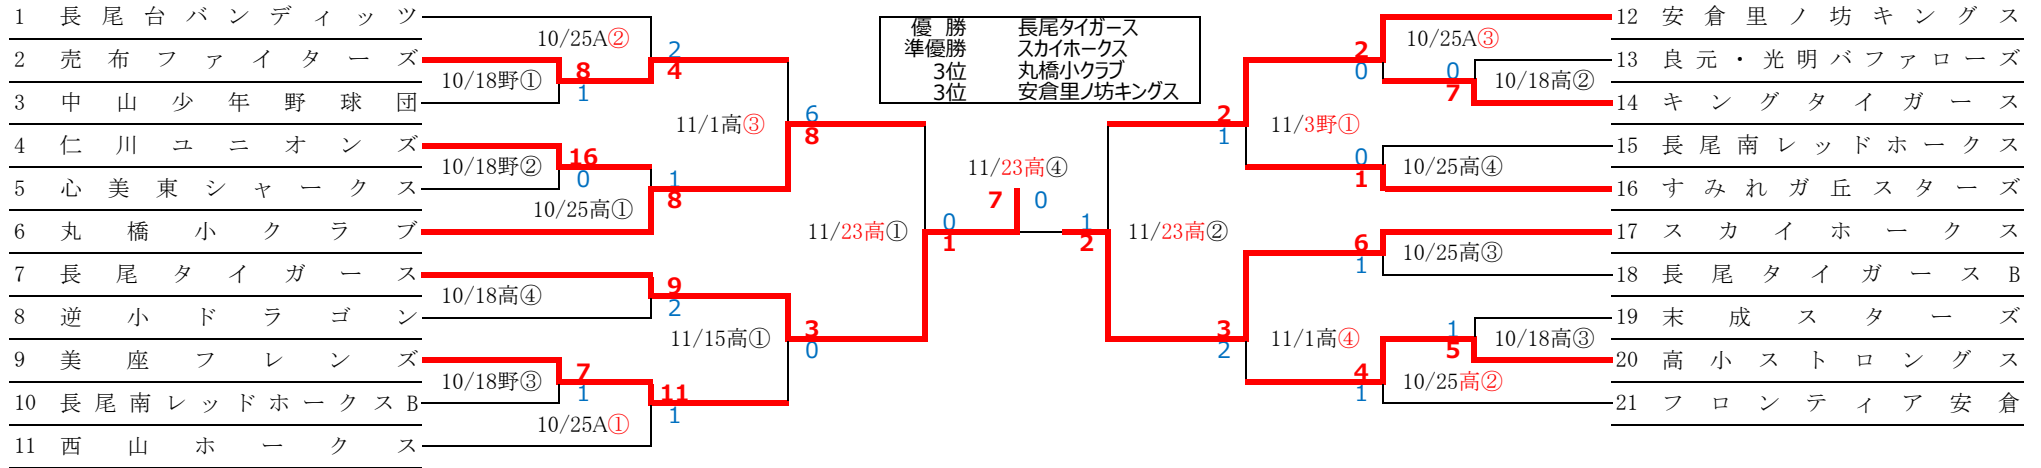 1 長尾台バンディッツ
2 売布ファイターズ
3 中山少年野球団
4 仁川ユニオンズ
5 心美東シャークス
6 丸橋小クラブ
7 長尾タイガース
8 逆小ドラゴン
9 美座フレンズ
10 長尾南レッドホークスB
11 西山ホークス
10/18野①
8
1
10/25A②
2
4
10/18野②
16
0
10/25高①
1
8
11/1高③
6
8
10/18高④
9
2
10/18野③
7
1
10/25A①
11
1
11/15高①
3
0
11/23高①
0
1
優勝 長尾タイガース
準優勝 スカイホークス
3位 丸橋小クラブ
3位 安倉里ノ坊キングス
11/23高④
7 0
11/23高②
1
2
11/3野①
2
1
10/25A③
2
0
10/18高②
0
7
10/25高④
0
1
10/25高③
6
1
11/1高④
3
2
10/18高③
1
5
10/25高②
4
1
12 安倉里ノ坊キングス
13 良元・光明バファローズ
14 キングタイガース
15 長尾南レッドホークス
16 すみれガ丘スターズ
17 スカイホークス
18 長尾タイガースB
19 末成スターズ
20 高小ストロングス
21 フロンティア安倉